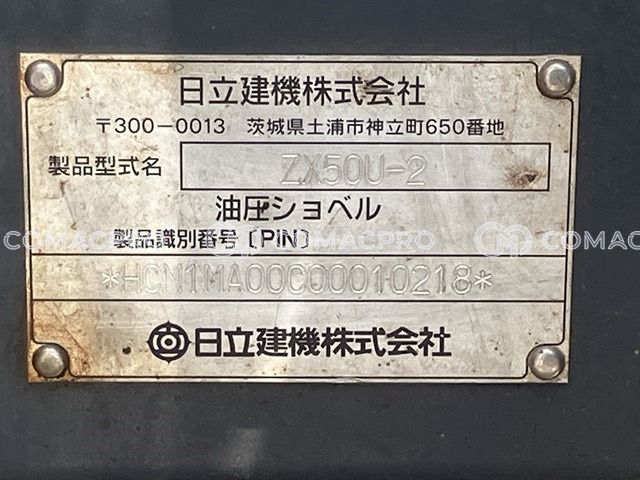 日立建機株式会社
〒300-0013 茨城県土浦市神立町650番地
製品型式名 ZX50U-2
油圧ショベル
製品識別番号〔PIN〕
COMACPRO COMACPRO COMAC
*HCM1MA00C00010218*
日立建機株式会社